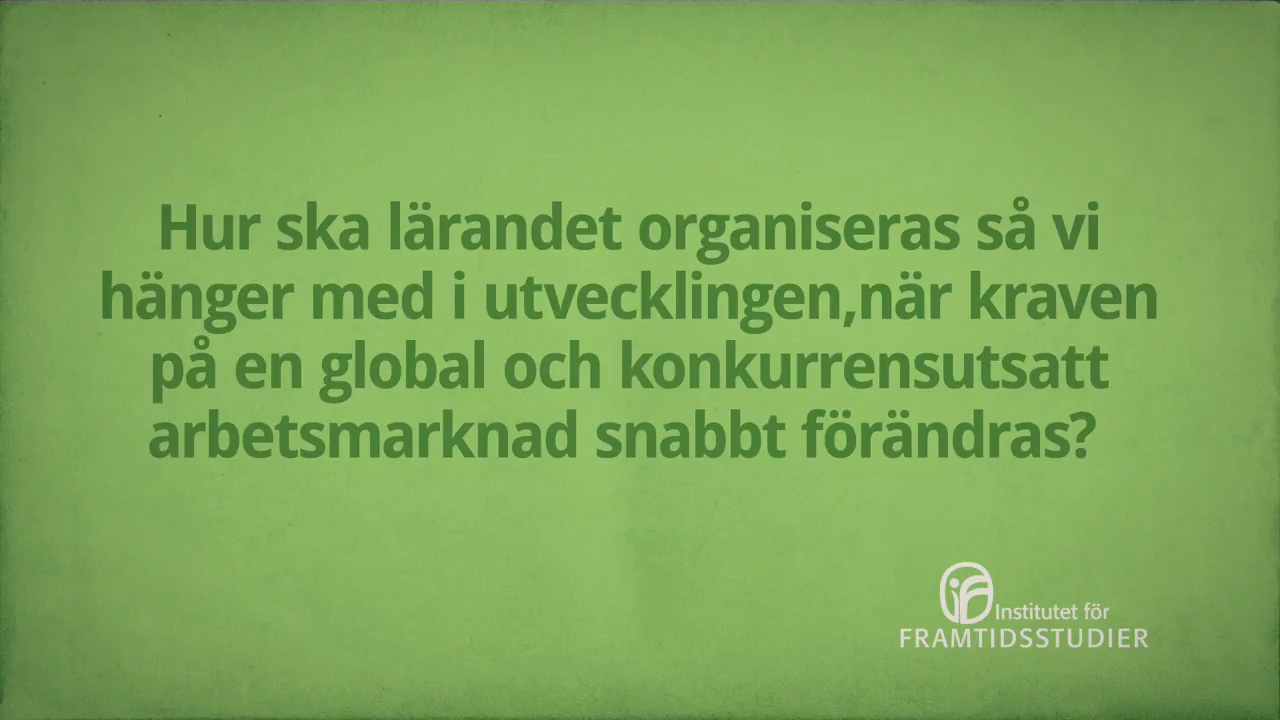 Hur ska lärandet organiseras så vi
hänger med i utvecklingen,när kraven
på en global och konkurrensutsatt
arbetsmarknad snabbt förändras?
Institutet för
FRAMTIDSSTUDIER